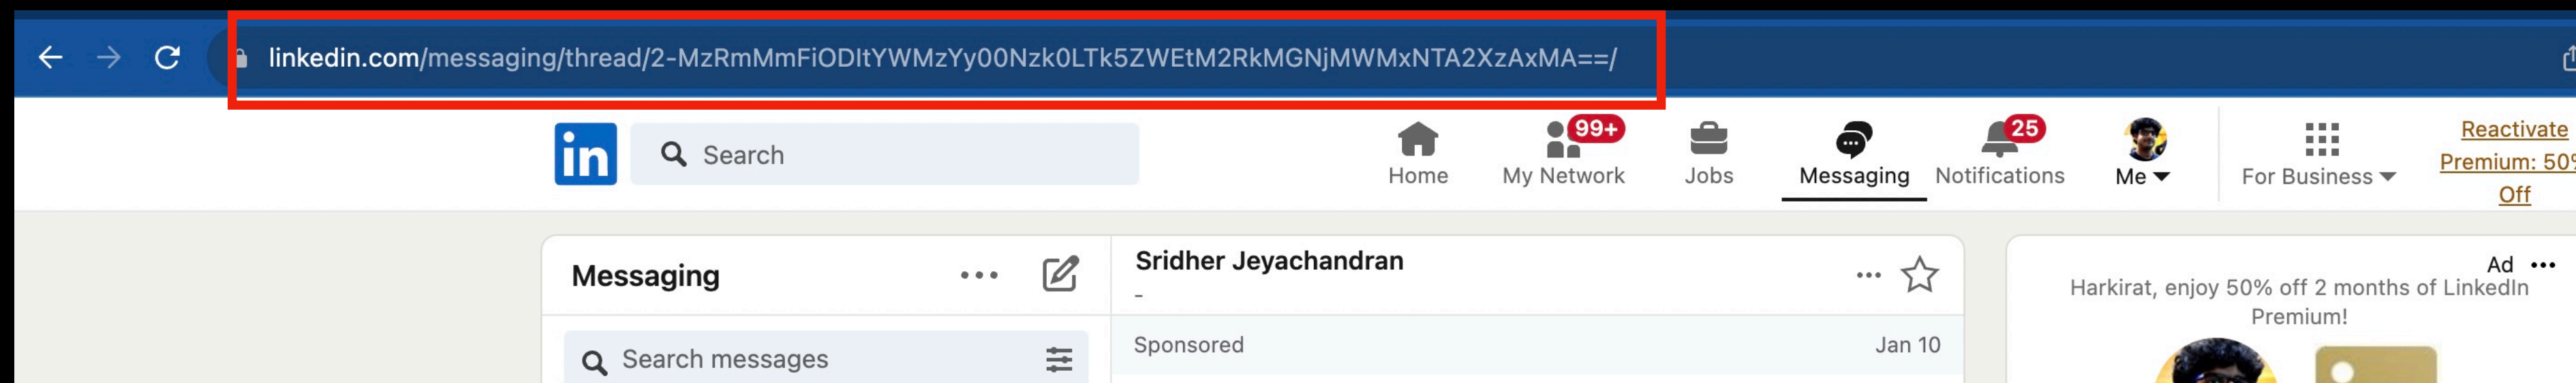 linkedin.com/messaging/thread/2-MzRmMmFiODItYWMzYy00Nzk0LTk5ZWEtM2RkMGNjMWMxNTA2XzAxMA==/
in
Search
99+
25
Home
My Network
Jobs
Messaging
Notifications
Me
For Business
Reactivate
Premium: 50%
Off
Messaging
Sridher Jeyachandran
-
Search messages
Sponsored
Jan 10
Ad
Harkirat, enjoy 50% off 2 months of LinkedIn
Premium!